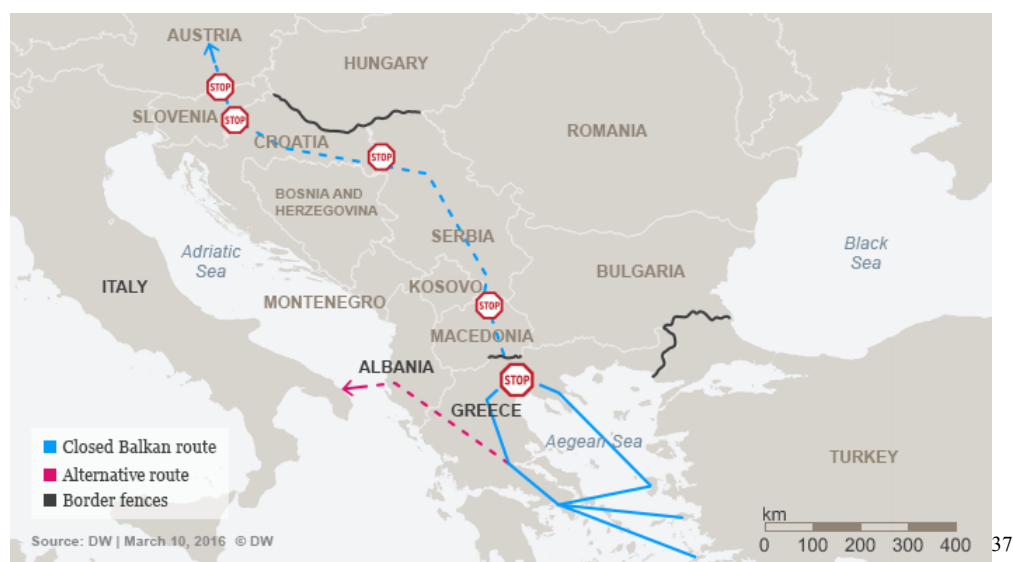 AUSTRIA
HUNGARY
STOP
SLOVENIA
STOP
CROATIA
ROMANIA
STOP
BOSNIA AND
HERZEGOVINA
SERBIA
Adriatic
Sea
Black
Sea
ITALY
KOSOVO
BULGARIA
MONTENEGRO
STOP
MACEDONIA
ALBANIA
STOP
GREECE
Aegean Sea
TURKEY
Closed Balkan route
Alternative route
Border fences
Source: DW | March 10, 2016 © DW
km
0 100 200 300 400
37